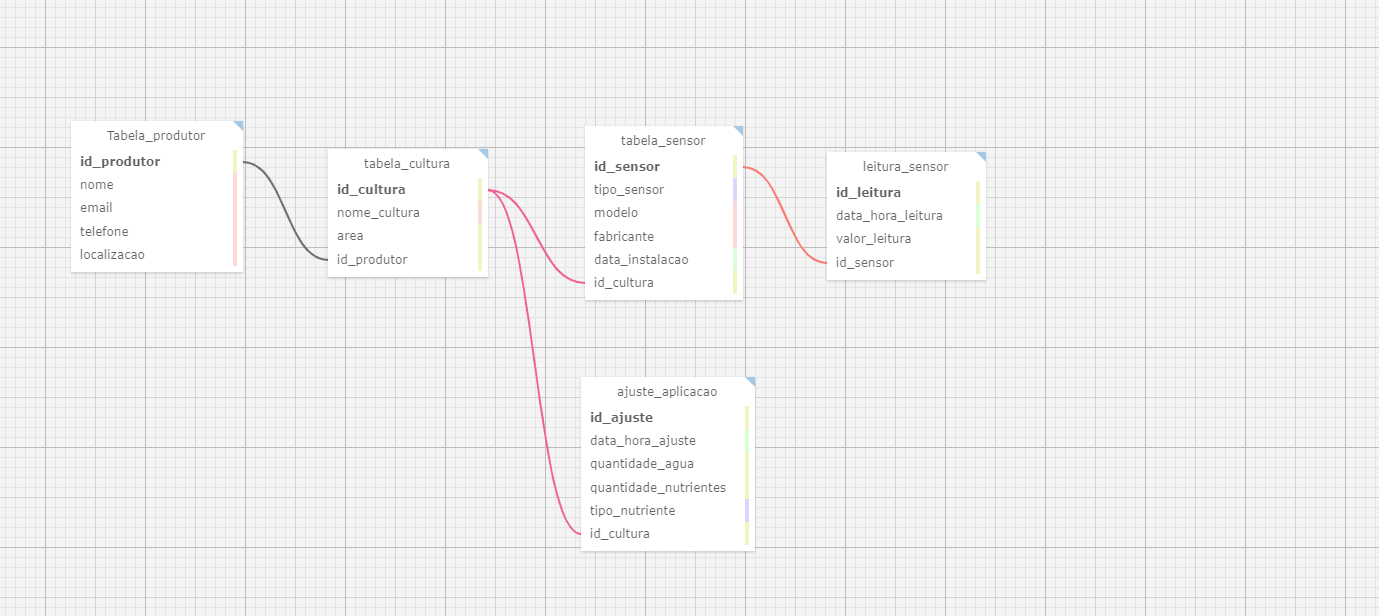 Tabela_produtor
id_produtor
nome
email
telefone
localizacao
tabela_cultura
id_cultura
nome_cultura
area
id_produtor
tabela_sensor
id_sensor
tipo_sensor
modelo
fabricante
data_instalacao
id_cultura
leitura_sensor
id_leitura
data_hora_leitura
valor_leitura
id_sensor
ajuste_aplicacao
id_ajuste
data_hora_ajuste
quantidade_agua
quantidade_nutrientes
tipo_nutriente
id_cultura